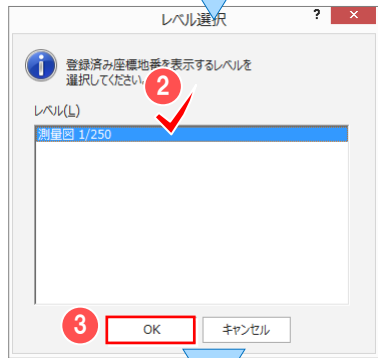 レベル選択 ? ×
登録済み座標地番を表示するレベルを
選択してください。
2
レベル(L)
測量図 1/250
3 OK キャンセル